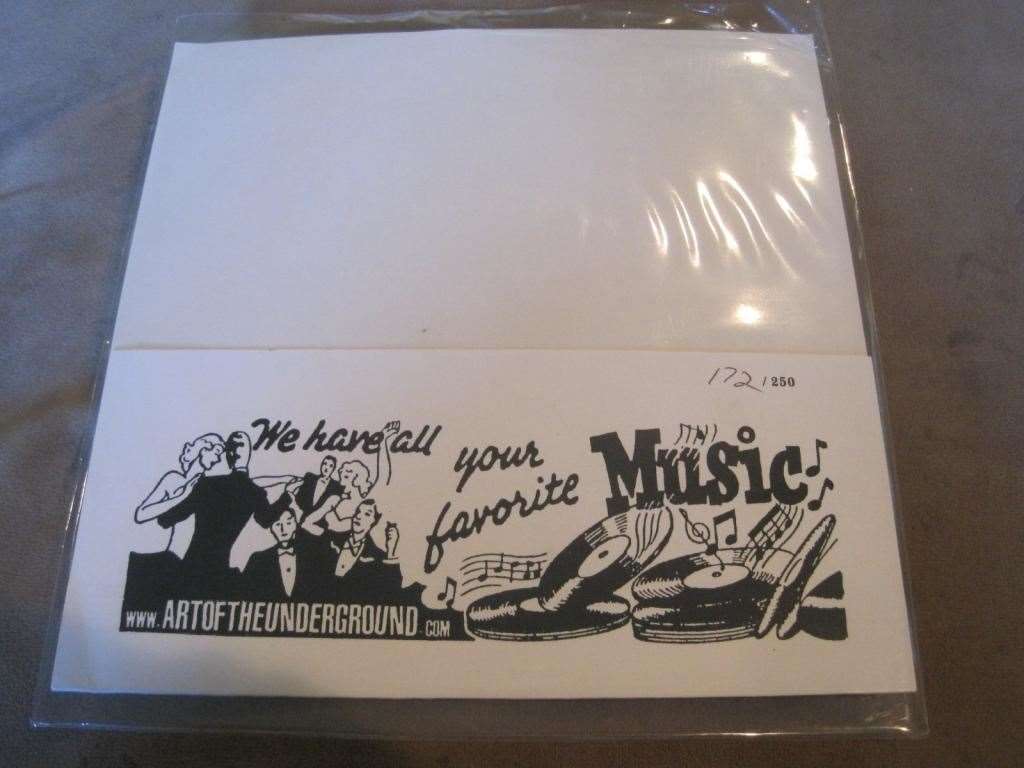 172 / 250
We have all your favorite Music
www.ARTOFTHEUNDERGROUND.COM